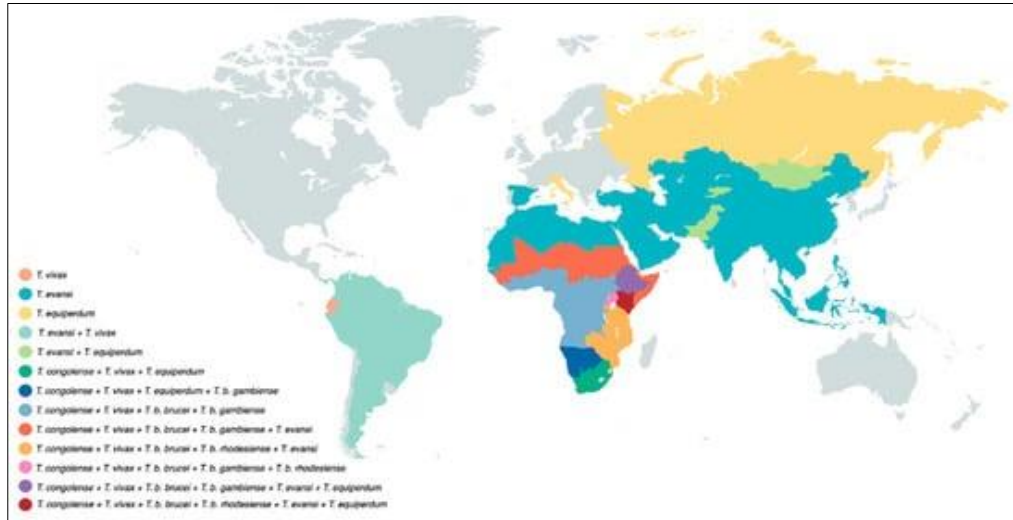 T. vivax
T. evansi
T. equiperdum
T. evansi + T. vivax
T. evansi + T. equiperdum
T. congolense + T. vivax + T. equiperdum
T. congolense + T. vivax + T. equiperdum + T. b. gambiense
T. congolense + T. vivax + T. b. brucei + T. b. gambiense
T. congolense + T. vivax + T. b. brucei + T. b. gambiense + T. evansi
T. congolense + T. vivax + T. b. brucei + T. b. rhodesiense + T. evansi
T. congolense + T. vivax + T. b. brucei + T. b. gambiense + T. b. rhodesiense
T. congolense + T. vivax + T. b. brucei + T. b. gambiense + T. evansi + T. equiperdum
T. congolense + T. vivax + T. b. brucei + T. b. rhodesiense + T. evansi + T. equiperdum